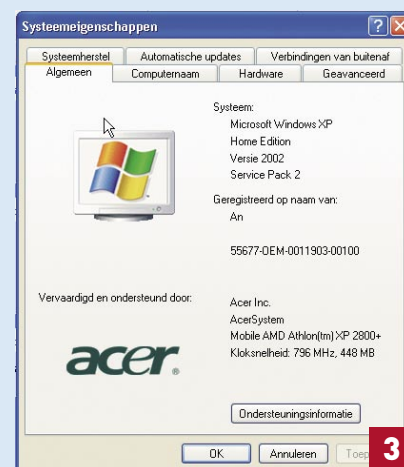 Systeemeigenschappen
Systeemherstel Automatische updates Verbindingen van buitenaf
Algemeen Computernaam Hardware Geavanceerd
Systeem:
Microsoft Windows XP
Home Edition
Versie 2002
Service Pack 2
Geregistreerd op naam van:
An
55677-OEM-0011903-00100
Vervaardigd en ondersteund door:
Acer Inc.
AcerSystem
Mobile AMD Athlon(tm) XP 2800+
Kloksnelheid: 796 MHz, 448 MB
acer
Ondersteuningsinformatie
OK Annuleren Toep
3